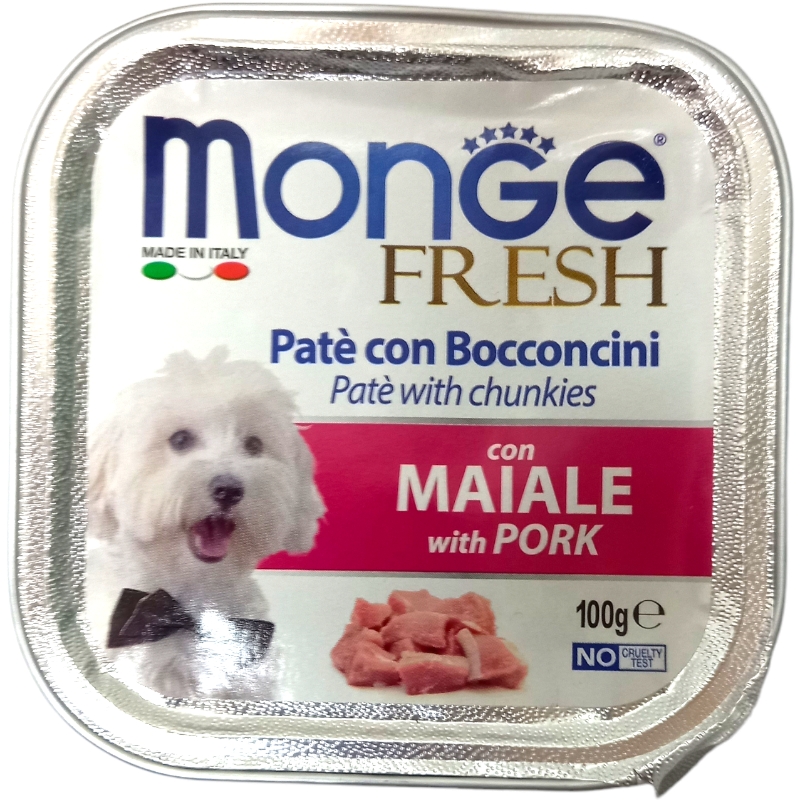 monGe®
MADE IN ITALY
FRESH
Patè con Bocconcini
Patè with chunkies
con
MAIALE
with PORK
100g ℮
NO CRUELTY
TEST